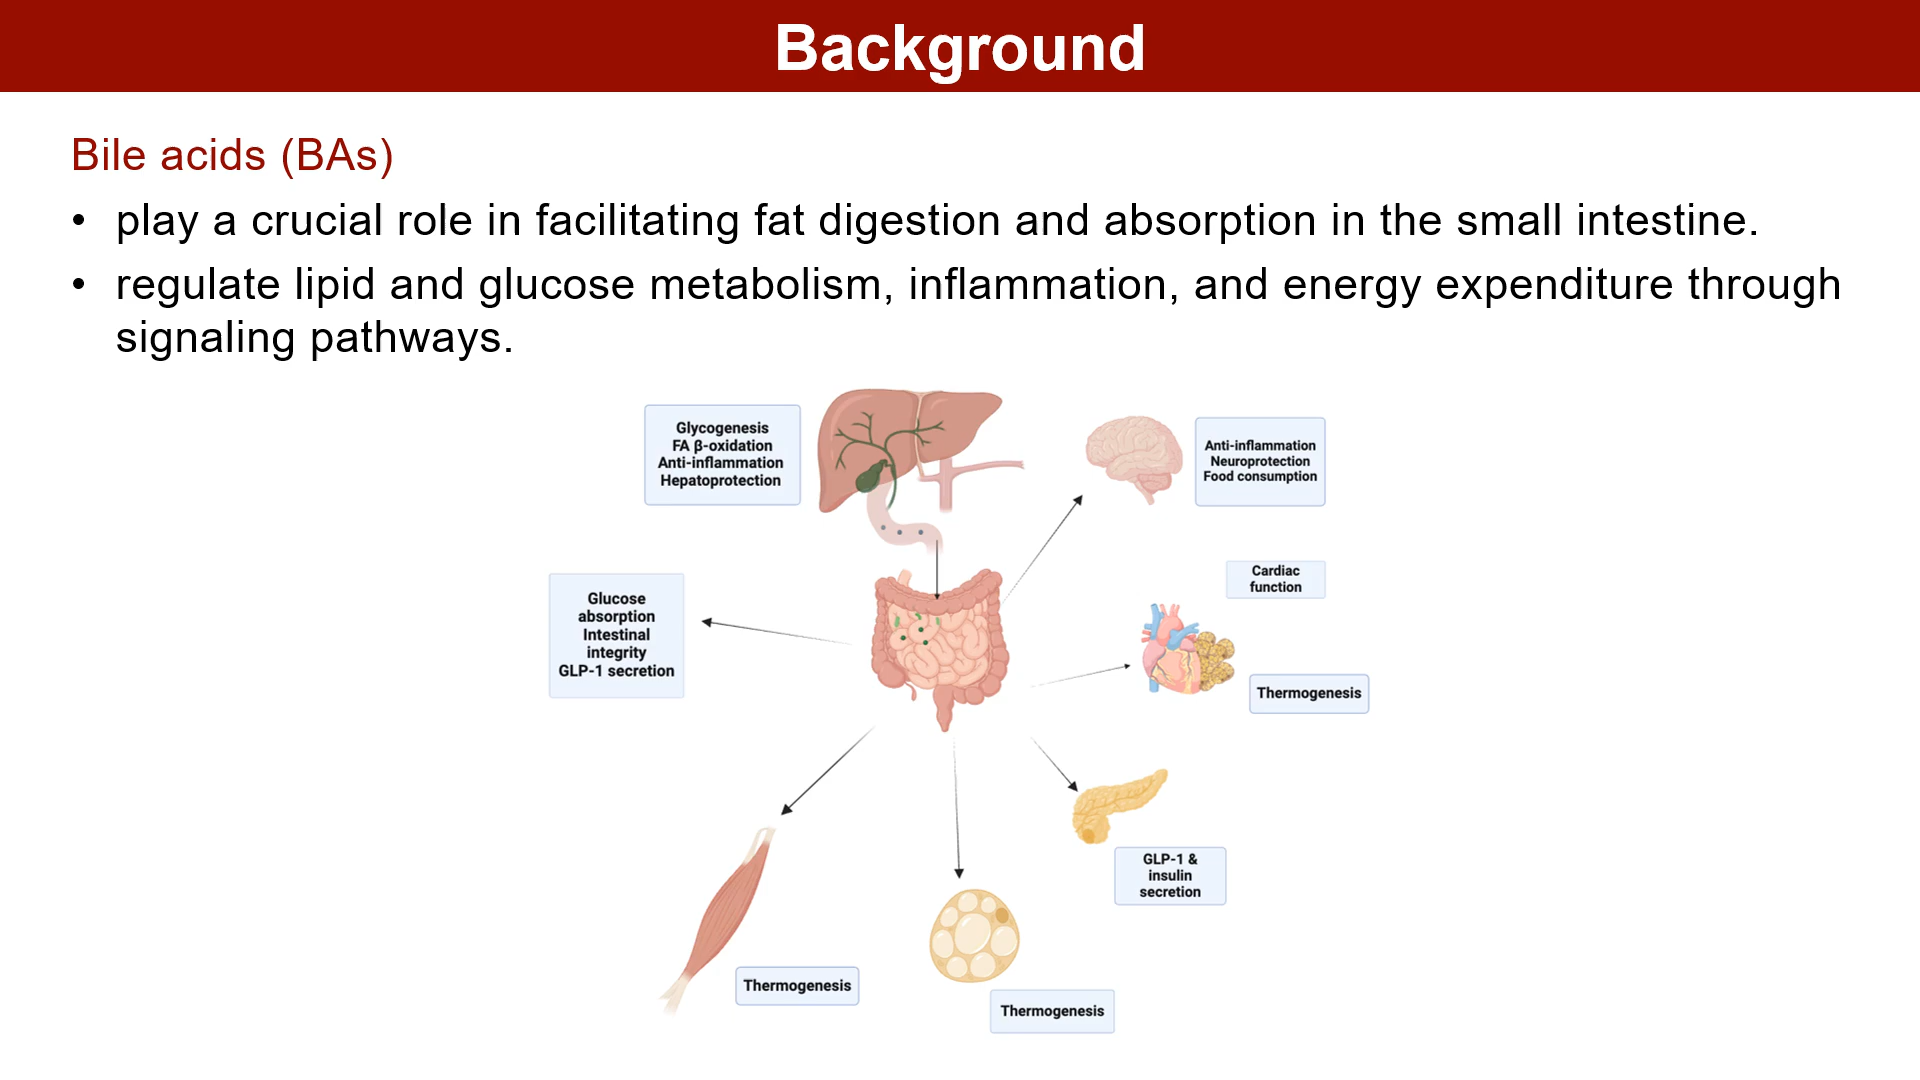 Background
Bile acids (BAs)
• play a crucial role in facilitating fat digestion and absorption in the small intestine.
• regulate lipid and glucose metabolism, inflammation, and energy expenditure through
signaling pathways.
Glycogenesis
FA β-oxidation
Anti-inflammation
Hepatoprotection
Anti-inflammation
Neuroprotection
Food consumption
Cardiac
function
Glucose
absorption
Intestinal
integrity
GLP-1 secretion
Thermogenesis
GLP-1 &
insulin
secretion
Thermogenesis
Thermogenesis